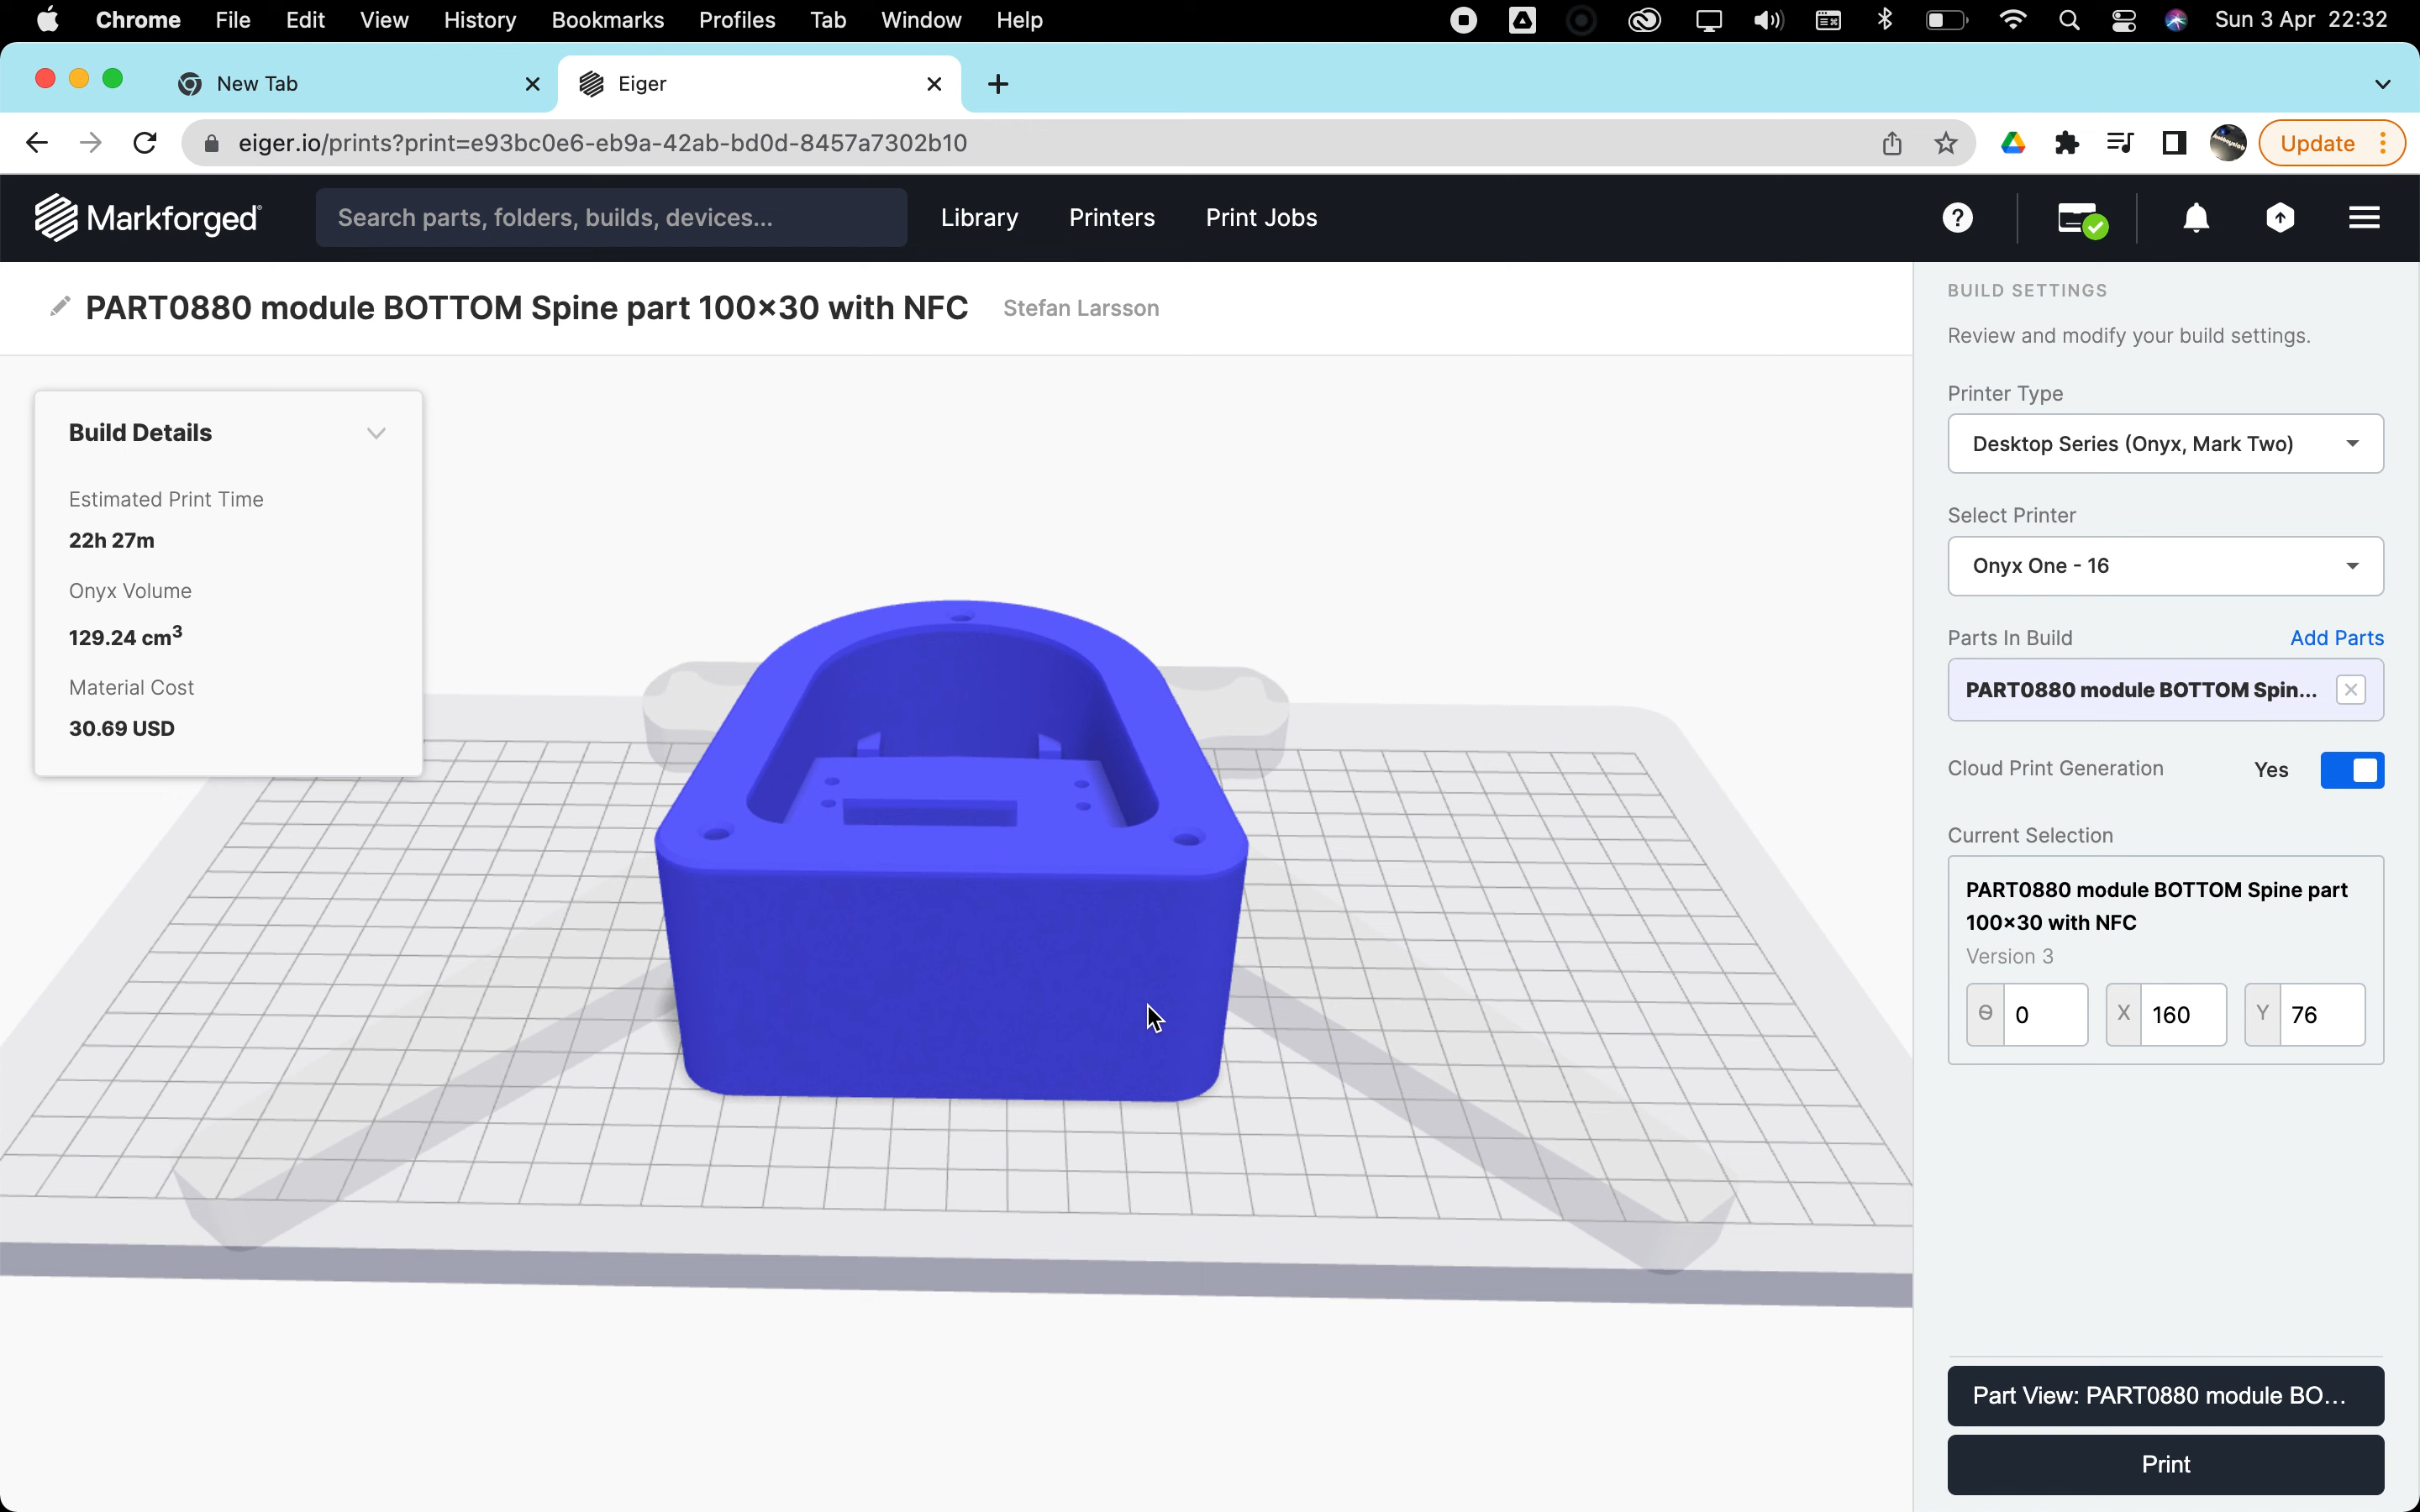 Chrome File Edit View History Bookmarks Profiles Tab Window Help Sun 3 Apr 22:32
New Tab Eiger
eiger.io/prints?print=e93bc0e6-eb9a-42ab-bd0d-8457a7302b10 Update
Markforged Search parts, folders, builds, devices... Library Printers Print Jobs
PART0880 module BOTTOM Spine part 100×30 with NFC Stefan Larsson
Build Details
Estimated Print Time
22h 27m
Onyx Volume
129.24 cm³
Material Cost
30.69 USD
BUILD SETTINGS
Review and modify your build settings.
Printer Type
Desktop Series (Onyx, Mark Two)
Select Printer
Onyx One - 16
Parts In Build Add Parts
PART0880 module BOTTOM Spin...
Cloud Print Generation Yes
Current Selection
PART0880 module BOTTOM Spine part
100×30 with NFC
Version 3
Θ 0 X 160 Y 76
Part View: PART0880 module BO...
Print